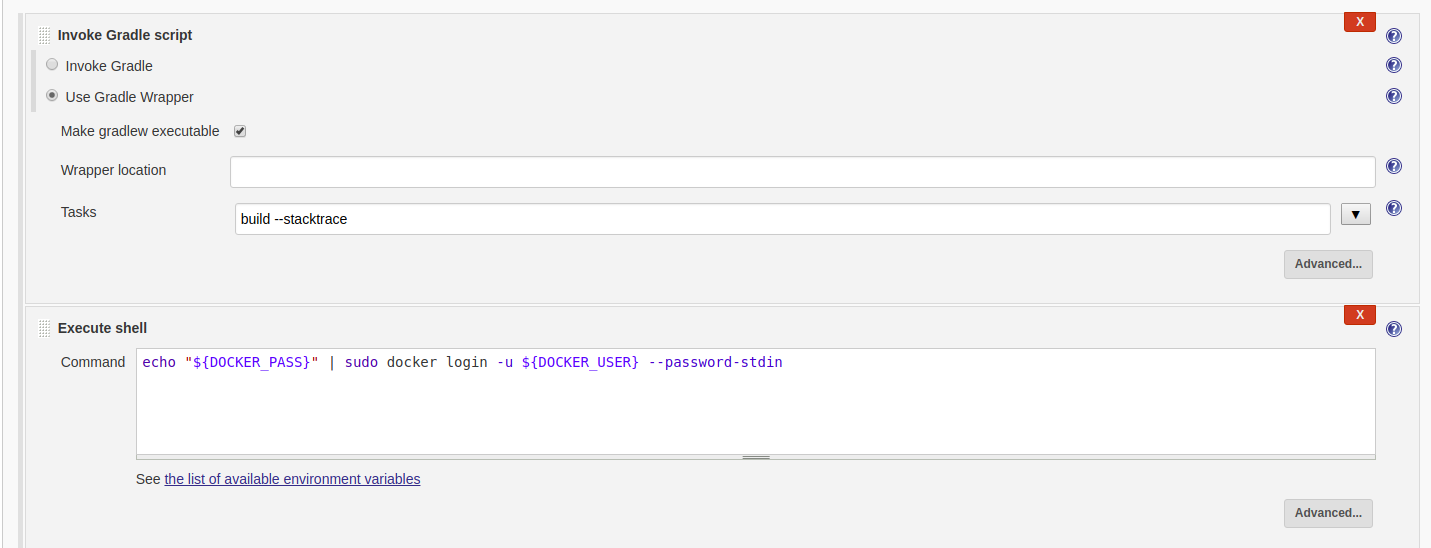 X
Invoke Gradle script
?
Invoke Gradle
?
Use Gradle Wrapper
?
Make gradlew executable
Wrapper location
?
Tasks
build --stacktrace
▼
?
Advanced...
X
Execute shell
?
Command
echo "${DOCKER_PASS}" | sudo docker login -u ${DOCKER_USER} --password-stdin
See the list of available environment variables
Advanced...